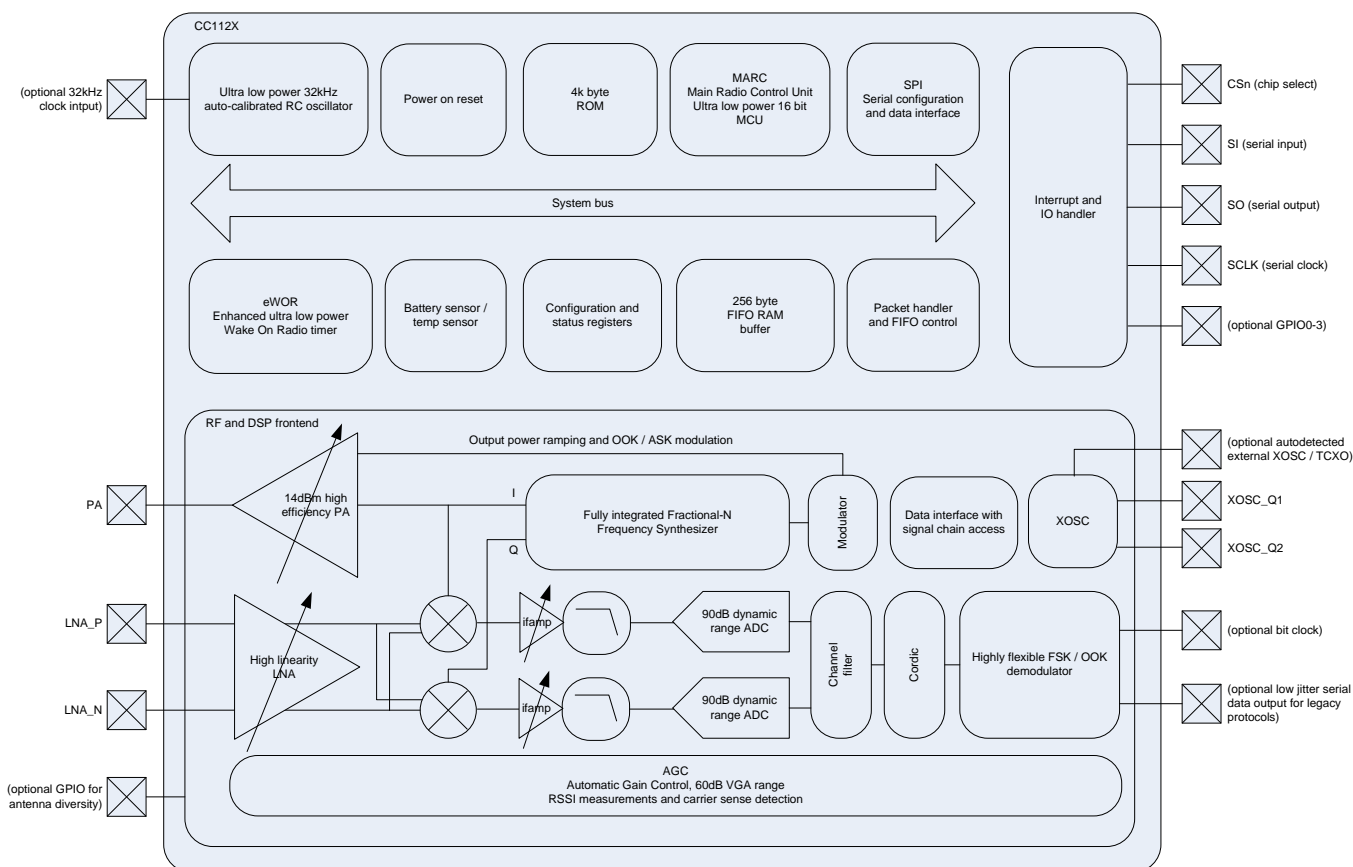 CC112X
(optional 32kHz
clock input)
Ultra low power 32kHz
auto-calibrated RC oscillator
Power on reset
4k byte
ROM
MARC
Main Radio Control Unit
Ultra low power 16 bit
MCU
SPI
Serial configuration
and data interface
System bus
Interrupt and
IO handler
CSn (chip select)
SI (serial input)
SO (serial output)
SCLK (serial clock)
(optional GPIO0-3)
eWOR
Enhanced ultra low power
Wake On Radio timer
Battery sensor /
temp sensor
Configuration and
status registers
256 byte
FIFO RAM
buffer
Packet handler
and FIFO control
RF and DSP frontend
Output power ramping and OOK / ASK modulation
(optional autodetected
external XOSC / TCXO)
PA
14dBm high
efficiency PA
I
Q
Fully integrated Fractional-N
Frequency Synthesizer
Modulator
Data interface with
signal chain access
XOSC
XOSC_Q1
XOSC_Q2
LNA_P
LNA_N
High linearity
LNA
ifamp
90dB dynamic
range ADC
ifamp
90dB dynamic
range ADC
Channel
filter
Cordic
Highly flexible FSK / OOK
demodulator
(optional bit clock)
(optional low jitter serial
data output for legacy
protocols)
(optional GPIO for
antenna diversity)
AGC
Automatic Gain Control, 60dB VGA range
RSSI measurements and carrier sense detection